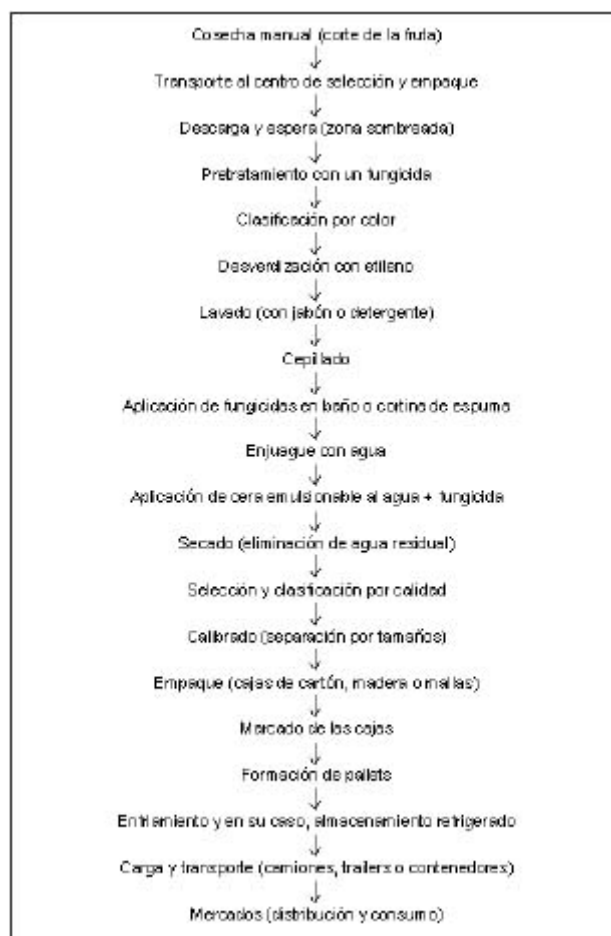 Cosecha manual (corte de la fruta)
Transporte al centro de selección y empaque
Descarga y espera (zona sombreada)
Pretratamiento con un fungicida
Clasificación por color
Desverdización con etileno
Lavado (con jabón o detergente)
Cepillado
Aplicación de fungicidas en baño o cortina de espuma
Enjuague con agua
Aplicación de cera emulsionable al agua + fungicida
Secado (eliminación de agua residual)
Selección y clasificación por calidad
Calibrado (separación por tamaños)
Empaque (cajas de cartón, madera o mallas)
Marcado de las cajas
Formación de pallets
Enfriamiento y en su caso, almacenamiento refrigerado
Carga y transporte (camiones, trailers o contenedores)
Mercados (distribución y consumo)